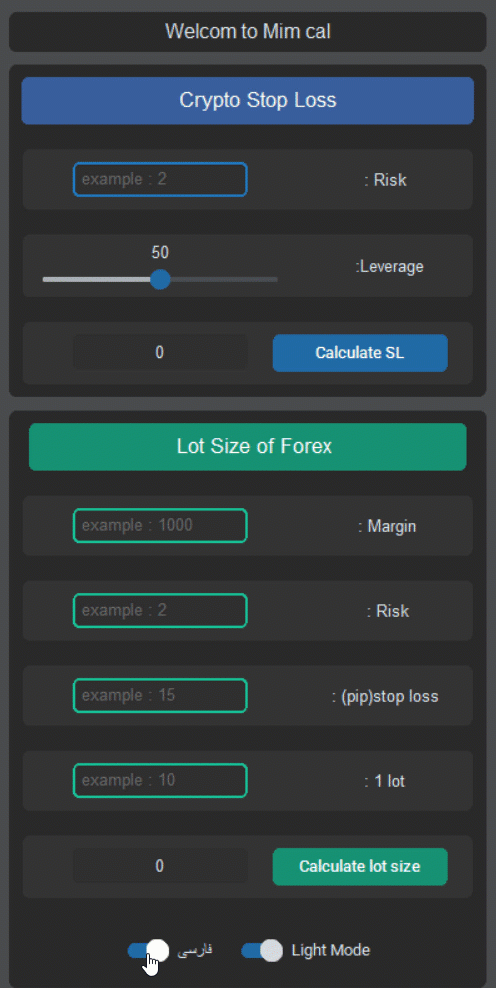 Welcom to Mim cal
Crypto Stop Loss
example : 2 : Risk
50
:Leverage
0 Calculate SL
Lot Size of Forex
example : 1000 : Margin
example : 2 : Risk
example : 15 : (pip)stop loss
example : 10 : 1 lot
0 Calculate lot size
فارسی Light Mode